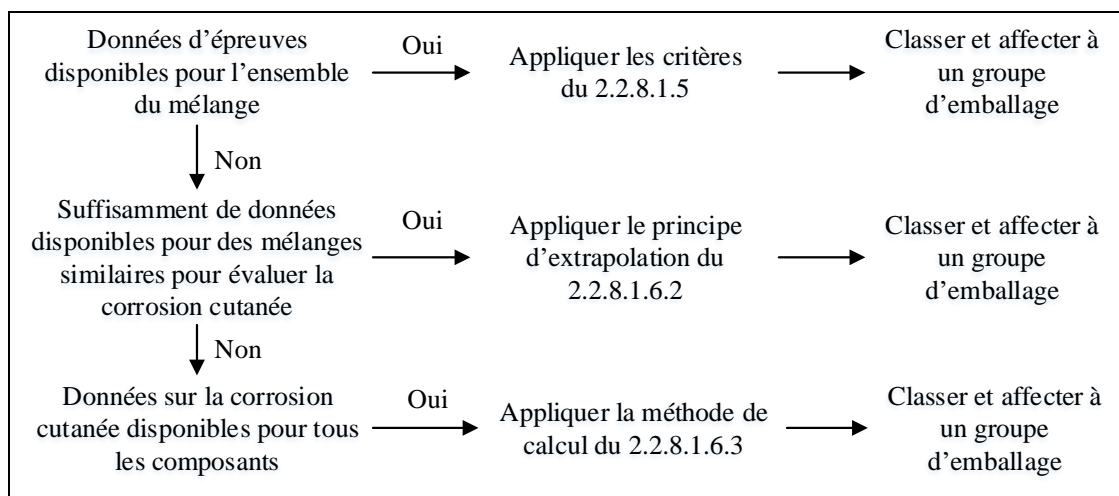 Données d'épreuves
disponibles pour l'ensemble
du mélange
Oui
Appliquer les critères
du 2.2.8.1.5
Classer et affecter à
un groupe
d'emballage
Non
Suffisamment de données
disponibles pour des mélanges
similaires pour évaluer la
corrosion cutanée
Oui
Appliquer le principe
d'extrapolation du
2.2.8.1.6.2
Classer et affecter à
un groupe
d'emballage
Non
Données sur la corrosion
cutanée disponibles pour tous
les composants
Oui
Appliquer la méthode de
calcul du 2.2.8.1.6.3
Classer et affecter à
un groupe
d'emballage